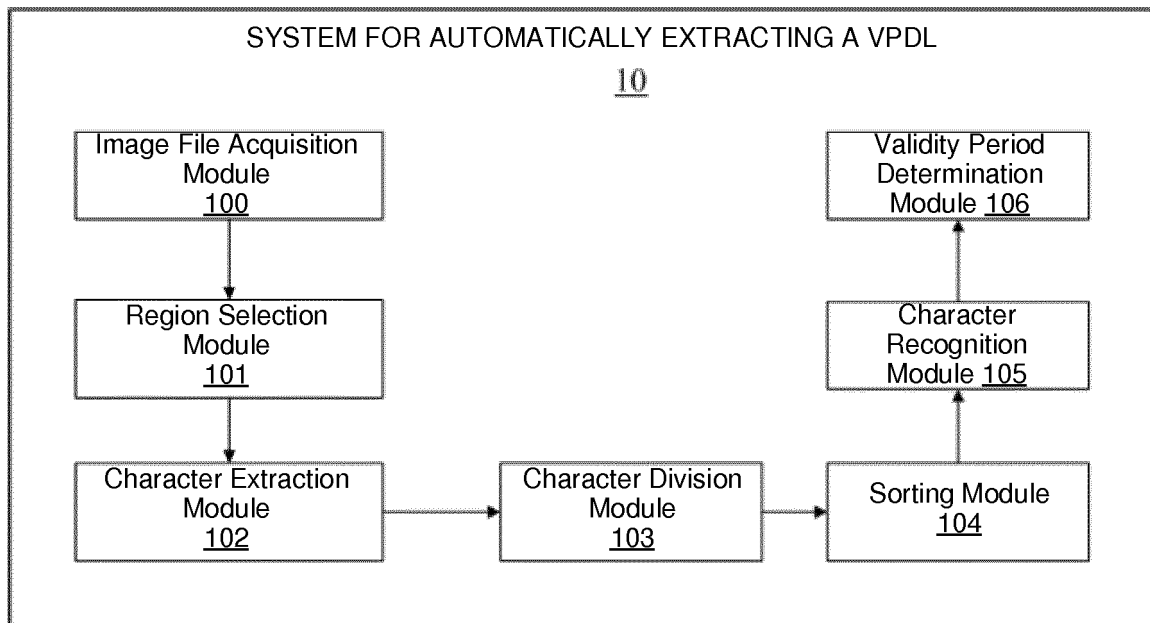 SYSTEM FOR AUTOMATICALLY EXTRACTING A VPDL
10
Image File Acquisition
Module
100
Region Selection
Module
101
Character Extraction
Module
102
Character Division
Module
103
Sorting Module
104
Character
Recognition
Module 105
Validity Period
Determination
Module 106